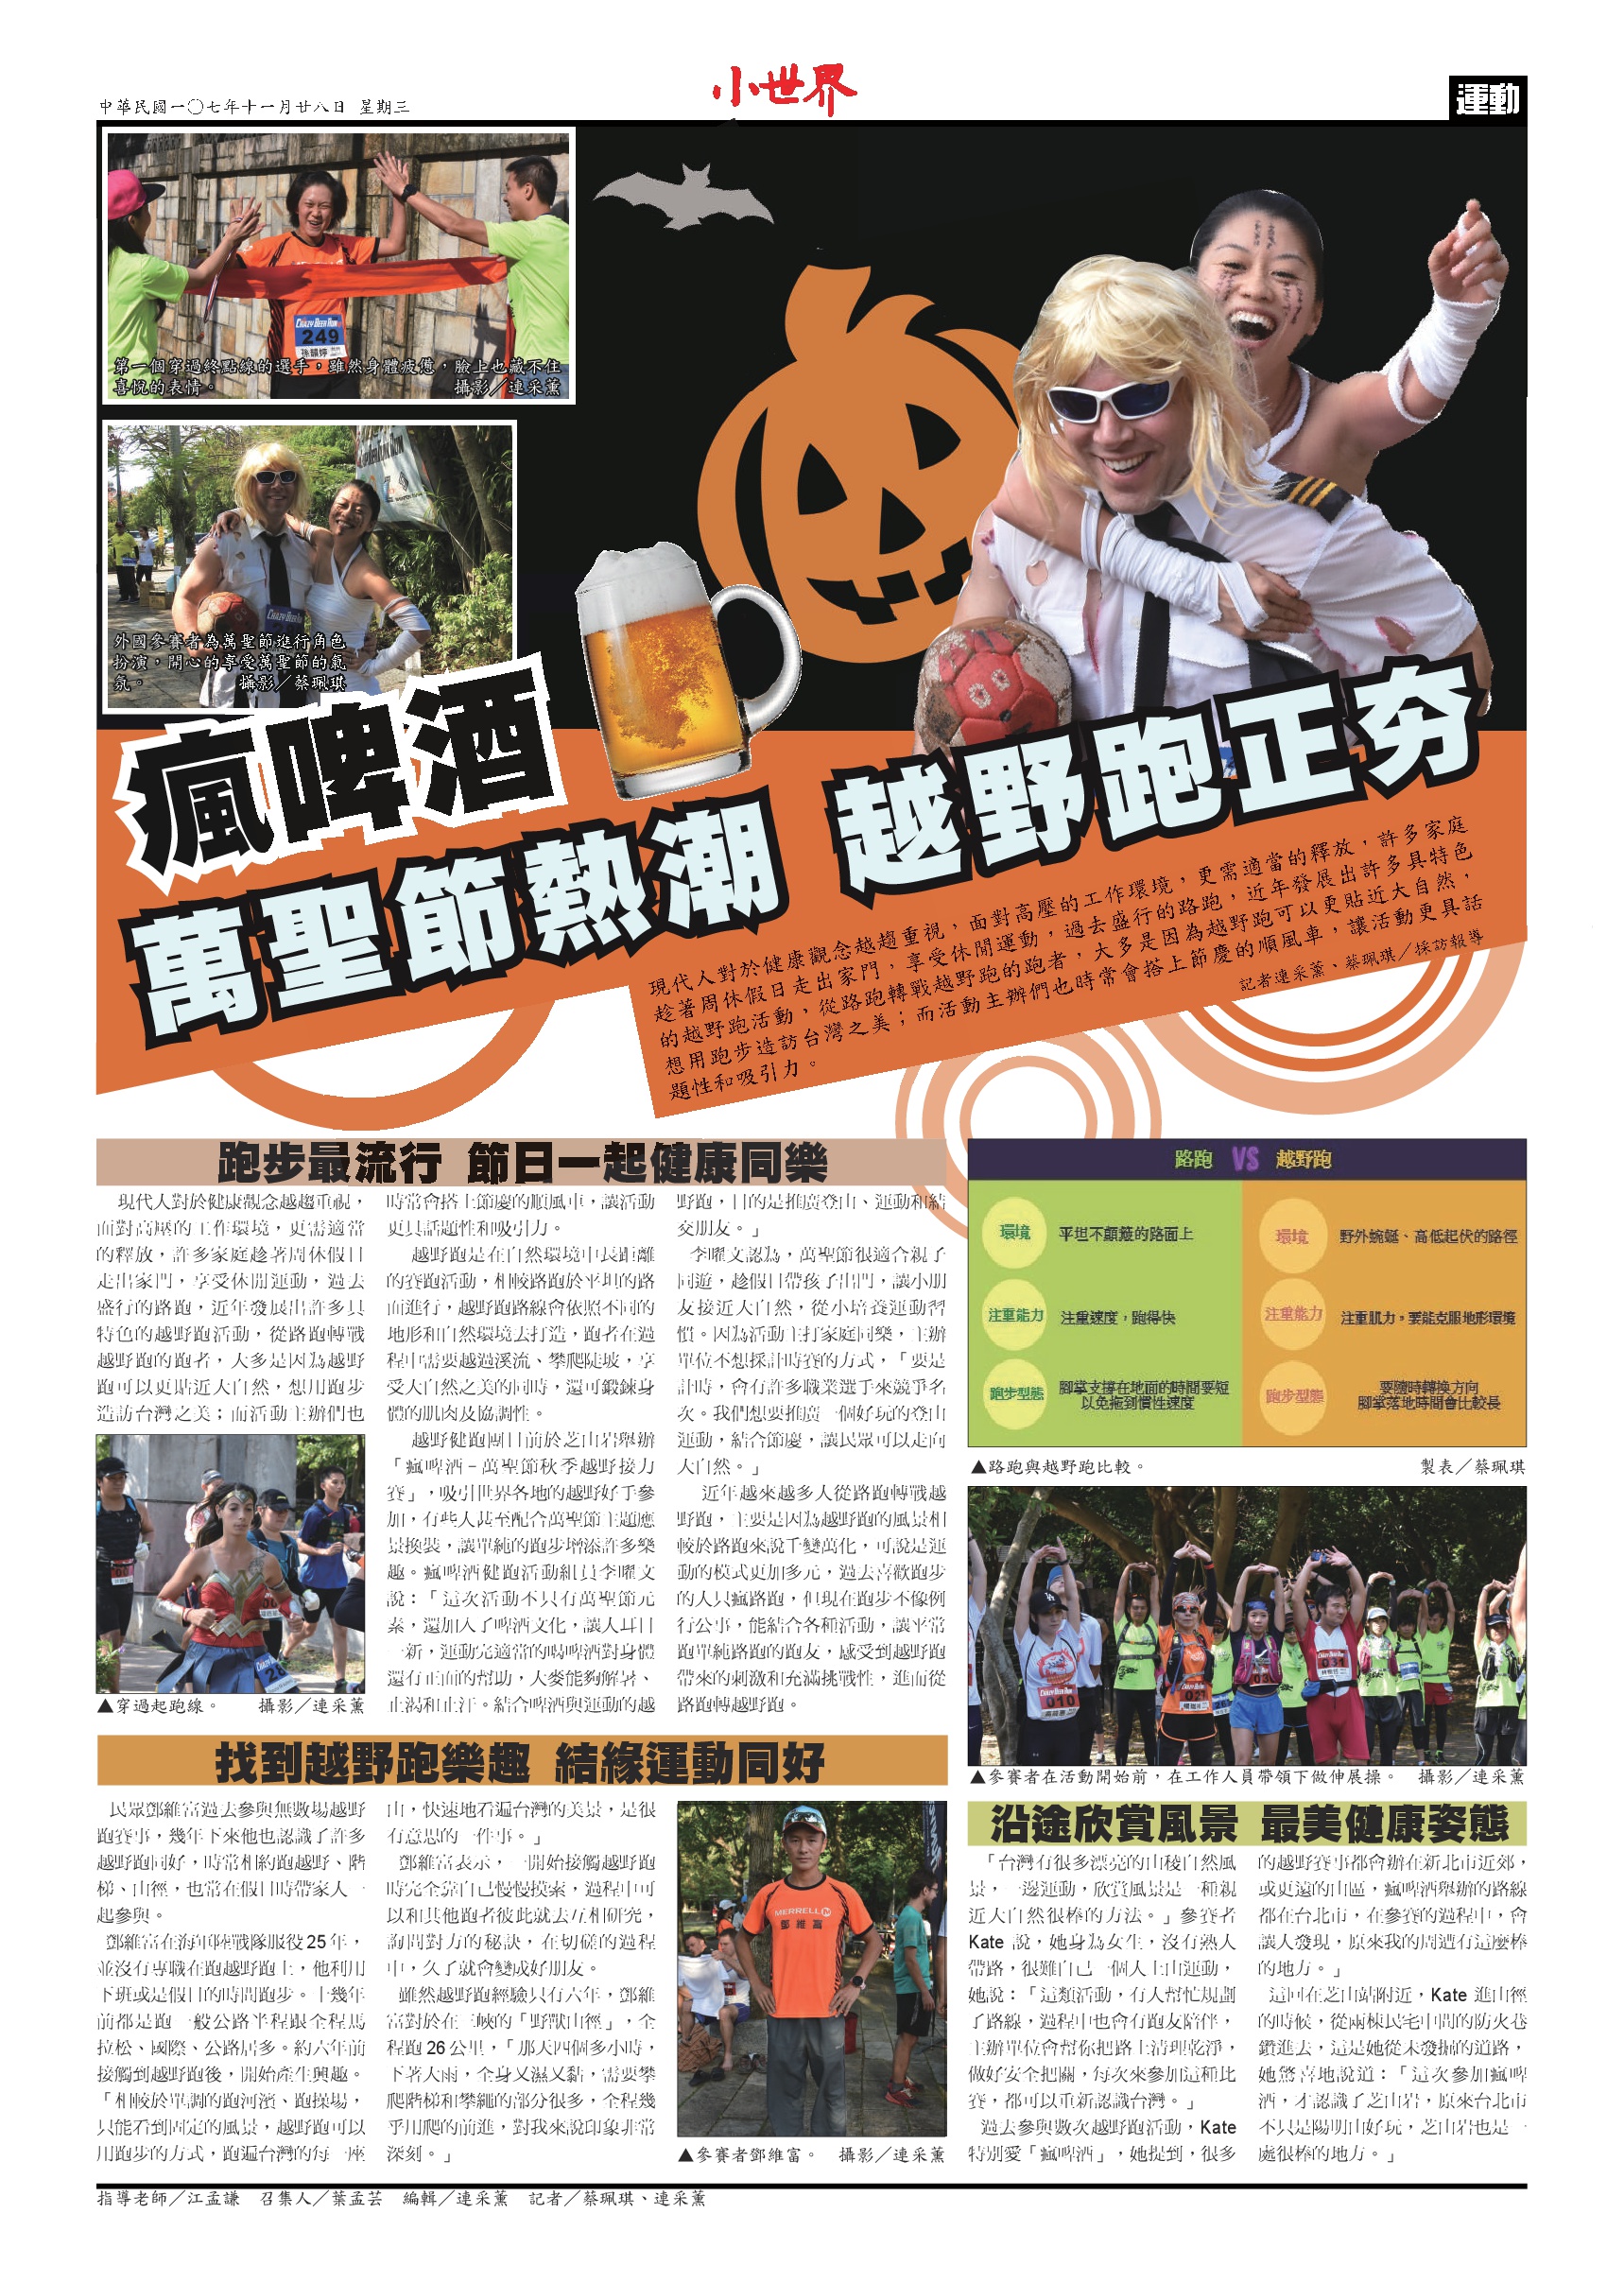 中華民國一〇七年十一月廿八日 星期三
小世界
運動
CRAZY BEER RUN
249
第一個穿過終點線的選手，雖然身體疲憊，臉上也藏不住
喜悅的表情。 攝影／連采薰
外國參賽者為萬聖節進行角色
扮演，開心的享受萬聖節的氣
氛。 攝影／蔡珮琪
瘋啤酒
萬聖節熱潮 越野跑正夯
現代人對於健康觀念越趨重視，面對高壓的工作環境，更需適當的釋放，許多家庭
趁著周休假日走出家門，享受休閒運動，過去盛行的路跑，近年發展出許多具特色
的越野跑活動，從路跑轉戰越野跑的跑者，大多是因為越野跑可以更貼近大自然，
想用跑步造訪台灣之美；而活動主辦們也時常會搭上節慶的順風車，讓活動更具話
題性和吸引力。
記者連采薰、蔡珮琪／採訪報導
跑步最流行 節日一起健康同樂
現代人對於健康觀念越趨重視，
面對高壓的工作環境，更需適當
的釋放，許多家庭趁著周休假日
走出家門，享受休閒運動，過去
盛行的路跑，近年發展出許多具
特色的越野跑活動，從路跑轉戰
越野跑的跑者，大多是因為越野
跑可以更貼近大自然，想用跑步
造訪台灣之美；而活動主辦們也
▲穿過起跑線。 攝影／連采薰
時常會搭上節慶的順風車，讓活動
更具話題性和吸引力。
越野跑是在自然環境中長距離
的賽跑活動，相較路跑於平坦的路
面進行，越野跑路線會依照不同的
地形和自然環境去打造，跑者在過
程中需要越過溪流、攀爬陡坡，享
受大自然之美的同時，還可鍛鍊身
體的肌肉及協調性。
越野健跑團日前於芝山岩舉辦
「瘋啤酒－萬聖節秋季越野接力
賽」，吸引世界各地的越野好手參
加，有些人甚至配合萬聖節主題應
景換裝，讓單純的跑步增添許多樂
趣。瘋啤酒健跑活動組員李曜文
說：「這次活動不只有萬聖節元
素，還加入了啤酒文化，讓人耳目
一新，運動完適當的喝啤酒對身體
還有正面的幫助，大麥能夠解暑、
止渴和止汗。結合啤酒與運動的越
野跑，目的是推廣登山、運動和結
交朋友。」
李曜文認為，萬聖節很適合親子
同遊，趁假日帶孩子出門，讓小朋
友接近大自然，從小培養運動習
慣。因為活動主打家庭同樂，主辦
單位不想採計時賽的方式，「要是
計時，會有許多職業選手來競爭名
次。我們想要推廣一個好玩的登山
運動，結合節慶，讓民眾可以走向
大自然。」
近年越來越多人從路跑轉戰越
野跑，主要是因為越野跑的風景相
較於路跑來說千變萬化，可說是運
動的模式更加多元，過去喜歡跑步
的人只瘋路跑，但現在跑步不像例
行公事，能結合各種活動，讓平常
跑單純路跑的跑友，感受到越野跑
帶來的刺激和充滿挑戰性，進而從
路跑轉越野跑。
路跑 VS 越野跑
環境 平坦不顛簸的路面上
注重能力 注重速度，跑得快
跑步型態 腳掌支撐在地面的時間要短
以免拖到慣性速度
環境 野外蜿蜒、高低起伏的路徑
注重能力 注重肌力，要能克服地形環境
跑步型態 要隨時轉換方向
腳掌落地時間會比較長
▲路跑與越野跑比較。 製表／蔡珮琪
010
021
031
▲參賽者在活動開始前，在工作人員帶領下做伸展操。 攝影／連采薰
找到越野跑樂趣 結緣運動同好
民眾鄧維富過去參與無數場越野
跑賽事，幾年下來他也認識了許多
越野跑同好，時常相約跑越野、階
梯、山徑，也常在假日時帶家人一
起參與。
鄧維富在海軍陸戰隊服役25年，
並沒有專職在跑越野跑上，他利用
下班或是假日的時間跑步。十幾年
前都是跑一般公路半程跟全程馬
拉松、國際、公路居多。約六年前
接觸到越野跑後，開始產生興趣。
「相較於單調的跑河濱、跑操場，
只能看到固定的風景，越野跑可以
用跑步的方式，跑遍台灣的每一座
山，快速地看遍台灣的美景，是很
有意思的一件事。」
鄧維富表示，一開始接觸越野跑
時完全靠自己慢慢摸索，過程中可
以和其他跑者彼此就去互相研究，
詢問對方的秘訣，在切磋的過程
中，久了就會變成好朋友。
雖然越野跑經驗只有六年，鄧維
富對於在三峽的「野獸山徑」，全
程跑26公里，「那天四個多小時，
下著大雨，全身又濕又黏，需要攀
爬階梯和攀繩的部分很多，全程幾
乎用爬的前進，對我來說印象非常
深刻。」
MERRELL
鄧維富
▲參賽者鄧維富。 攝影／連采薰
沿途欣賞風景 最美健康姿態
「台灣有很多漂亮的山稜自然風
景，一邊運動，欣賞風景是一種親
近大自然很棒的方法。」參賽者
Kate 說，她身為女生，沒有熟人
帶路，很難自己一個人上山運動，
她說：「這類活動，有人幫忙規劃
了路線，過程中也會有跑友陪伴，
主辦單位會幫你把路上清理乾淨，
做好安全把關，每次來參加這種比
賽，都可以重新認識台灣。」
過去參與數次越野跑活動，Kate
特別愛「瘋啤酒」，她提到，很多
的越野賽事都會辦在新北市近郊，
或更遠的山區，瘋啤酒舉辦的路線
都在台北市，在參賽的過程中，會
讓人發現，原來我的周遭有這麼棒
的地方。」
這回在芝山站附近，Kate 進山徑
的時候，從兩棟民宅中間的防火巷
鑽進去，這是她從未發掘的道路，
她驚喜地說道：「這次參加瘋啤
酒，才認識了芝山岩，原來台北市
不只是陽明山好玩，芝山岩也是一
處很棒的地方。」
指導老師／江孟謙 召集人／葉孟芸 編輯／連采薰 記者／蔡珮琪、連采薰